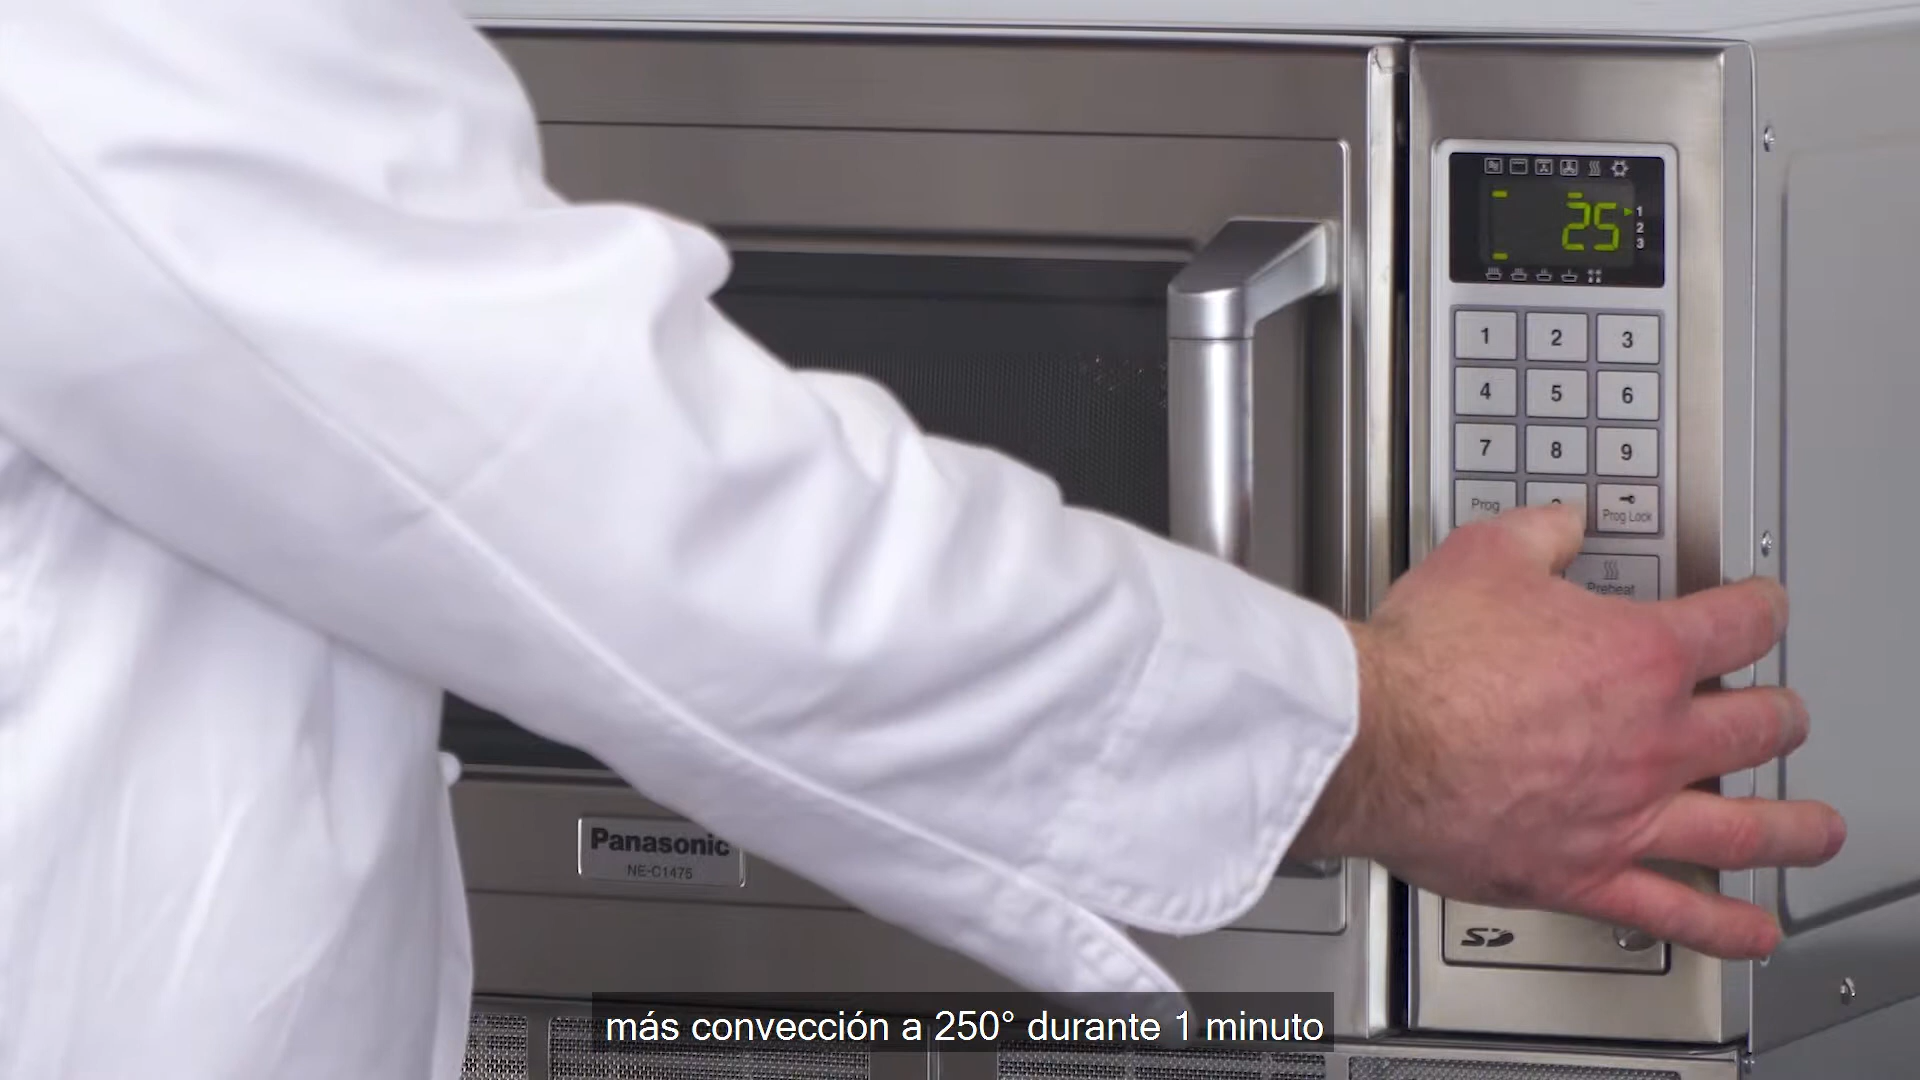 25
1
2
3
1 2 3
4 5 6
7 8 9
Prog Prog Lock
Preheat
Panasonic
NE-C1475
SD
más convección a 250° durante 1 minuto